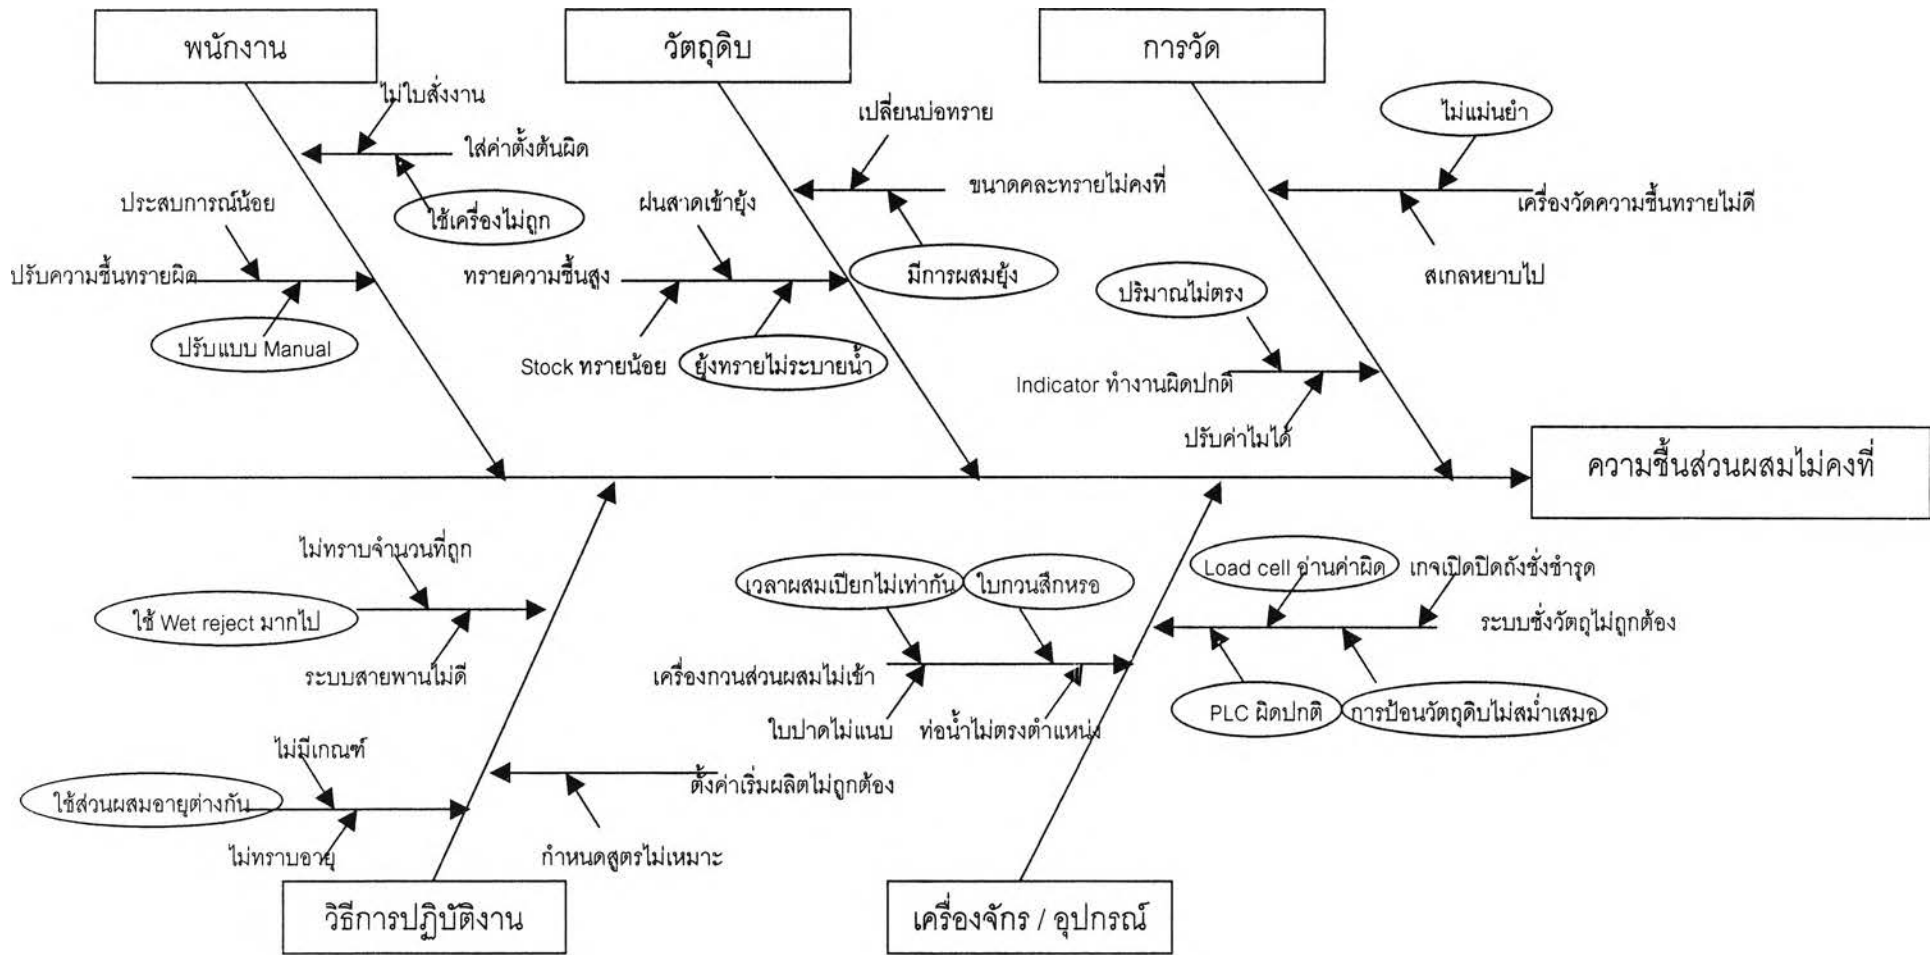 พนักงาน
วัตถุดิบ
การวัด
ไม่ใบสั่งงาน
ใส่ค่าตั้งต้นผิด
ใช้เครื่องไม่ถูก
ประสบการณ์น้อย
ปรับความชื้นทรายผิด
ปรับแบบ Manual
เปลี่ยนบ่อทราย
ขนาดคละทรายไม่คงที่
มีการผสมยุ้ง
ฝนสาดเข้ายุ้ง
ทรายความชื้นสูง
Stock ทรายน้อย
ยุ้งทรายไม่ระบายน้ำ
ไม่แม่นยำ
เครื่องวัดความชื้นทรายไม่ดี
สเกลหยาบไป
ปริมาณไม่ตรง
Indicator ทำงานผิดปกติ
ปรับค่าไม่ได้
ความชื้นส่วนผสมไม่คงที่
ไม่ทราบจำนวนที่ถูก
ใช้ Wet reject มากไป
ระบบสายพานไม่ดี
ไม่มีเกณฑ์
ใช้ส่วนผสมอายุต่างกัน
ไม่ทราบอายุ
ตั้งค่าเริ่มผลิตไม่ถูกต้อง
กำหนดสูตรไม่เหมาะ
เวลาผสมเปียกไม่เท่ากัน
ใบกวนสึกหรอ
เครื่องกวนส่วนผสมไม่เข้า
ใบปาดไม่แนบ
ท่อน้ำไม่ตรงตำแหน่ง
Load cell อ่านค่าผิด
เกจเปิดปิดถังชั่งชำรุด
ระบบชั่งวัตถุไม่ถูกต้อง
PLC ผิดปกติ
การป้อนวัตถุดิบไม่สม่ำเสมอ
วิธีการปฏิบัติงาน
เครื่องจักร / อุปกรณ์